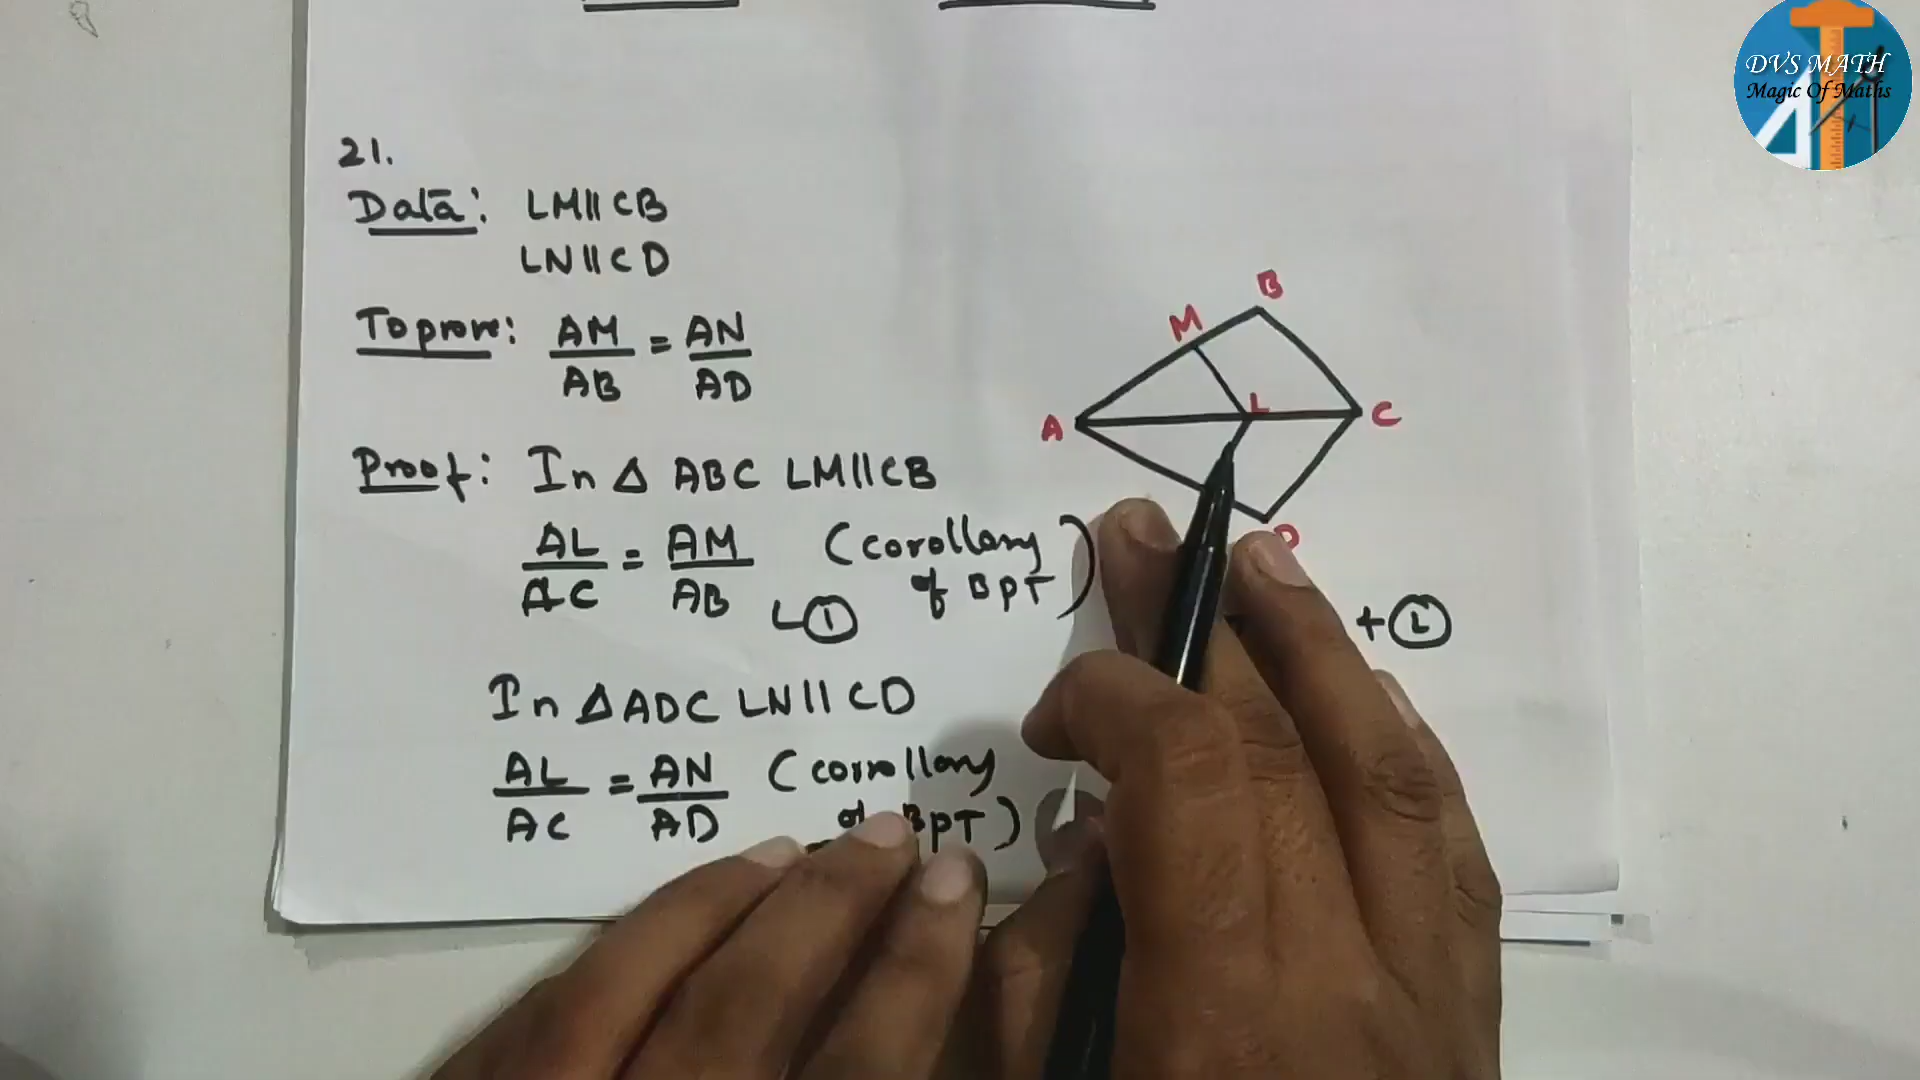 DVS MATH
Magic Of Maths
21.
Data: LM||CB
LN||CD
To prove: AM/AB = AN/AD
Proof: In Δ ABC LM||CB
AL/AC = AM/AB (corollary of BPT)
L①
In Δ ADC LN||CD
AL/AC = AN/AD (corollary of BPT)
B
M
L
A
C
D
+②